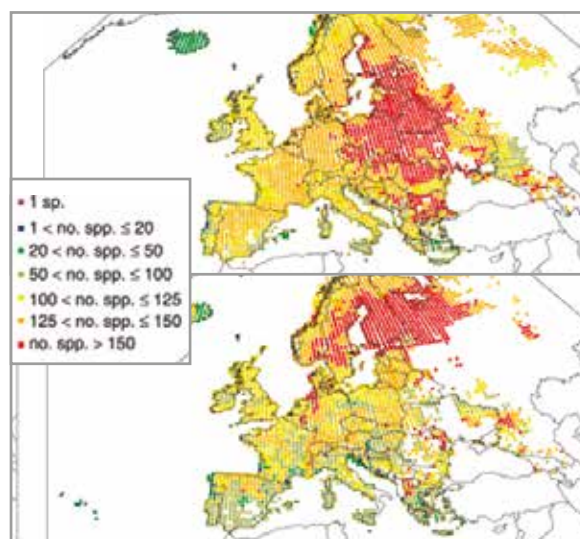 1 sp.
1 < no. spp. ≤ 20
20 < no. spp. ≤ 50
50 < no. spp. ≤ 100
100 < no. spp. ≤ 125
125 < no. spp. ≤ 150
no. spp. > 150